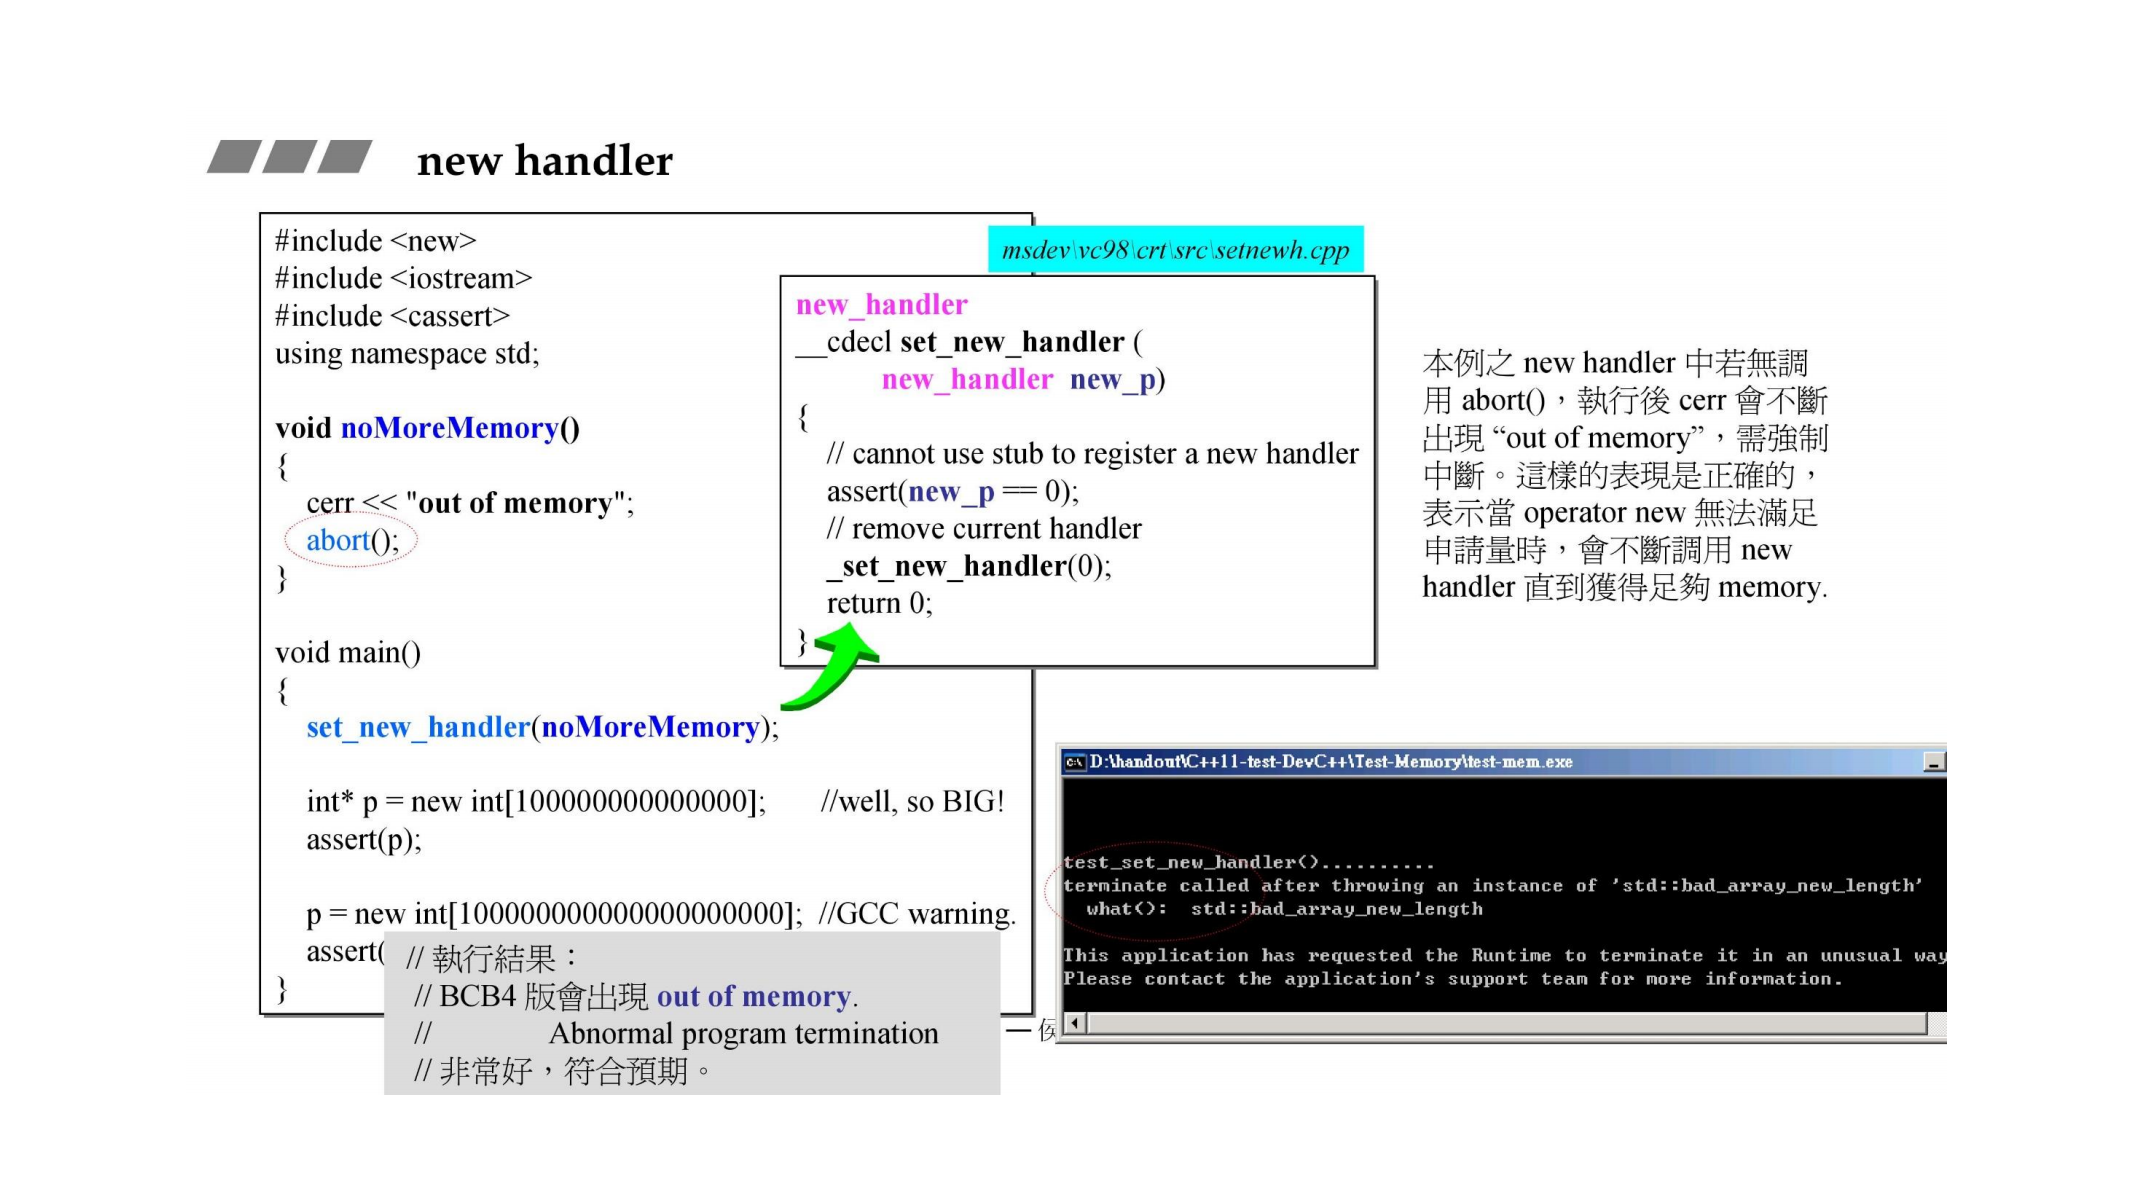 new handler
#include <new>
#include <iostream>
#include <cassert>
using namespace std;
void noMoreMemory()
{
cerr << "out of memory";
abort();
}
void main()
{
set_new_handler(noMoreMemory);
int* p = new int[100000000000000]; //well, so BIG!
assert(p);
p = new int[100000000000000000000]; //GCC warning.
assert(
}
msdev\vc98\crt\src\setnewh.cpp
new_handler
__cdecl set_new_handler (
new_handler new_p)
{
// cannot use stub to register a new handler
assert(new_p == 0);
// remove current handler
_set_new_handler(0);
return 0;
}
本例之 new handler 中若無調
用 abort()，執行後 cerr 會不斷
出現 “out of memory”，需強制
中斷。這樣的表現是正確的，
表示當 operator new 無法滿足
申請量時，會不斷調用 new
handler 直到獲得足夠 memory.
// 執行結果：
// BCB4 版會出現 out of memory.
// Abnormal program termination
// 非常好，符合預期。
— 侯
D:\handout\C++11-test-DevC++\Test-Memory\test-mem.exe
test_set_new_handler()..........
terminate called after throwing an instance of 'std::bad_array_new_length'
what(): std::bad_array_new_length
This application has requested the Runtime to terminate it in an unusual way
Please contact the application's support team for more information.